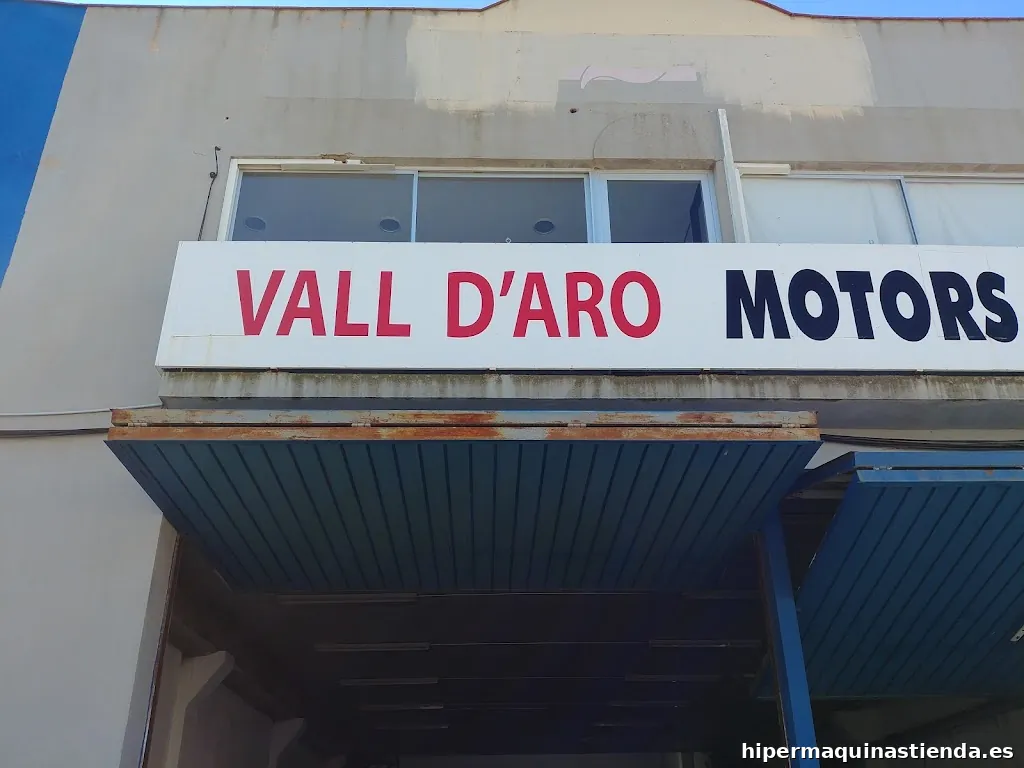 VALL D'ARO MOTORS
hipermaquinastienda.es